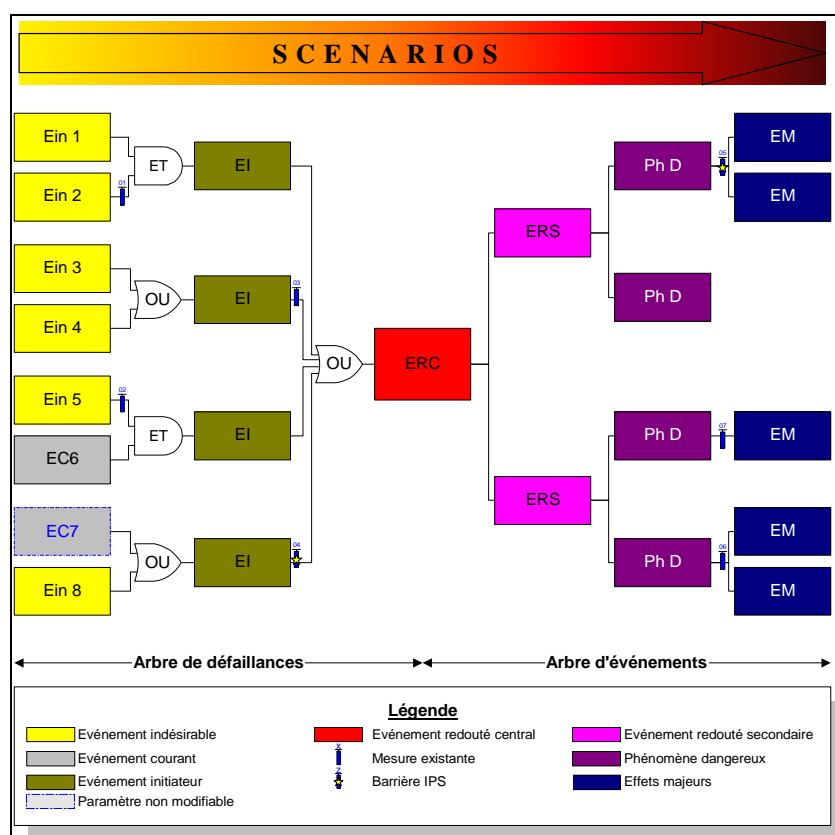 SCENARIOS
Ein 1
Ein 2
01
ET
EI
Ein 3
Ein 4
OU
EI
03
Ein 5
02
EC6
ET
EI
EC7
Ein 8
OU
EI
04
OU
ERC
ERS
Ph D
05
EM
EM
Ph D
ERS
Ph D
07
EM
Ph D
06
EM
EM
Arbre de défaillances
Arbre d'événements
Légende
Evénement indésirable
Evénement courant
Evénement initiateur
Paramètre non modifiable
Evénement redouté central
X
Mesure existante
Z
Barrière IPS
Evénement redouté secondaire
Phénomène dangereux
Effets majeurs